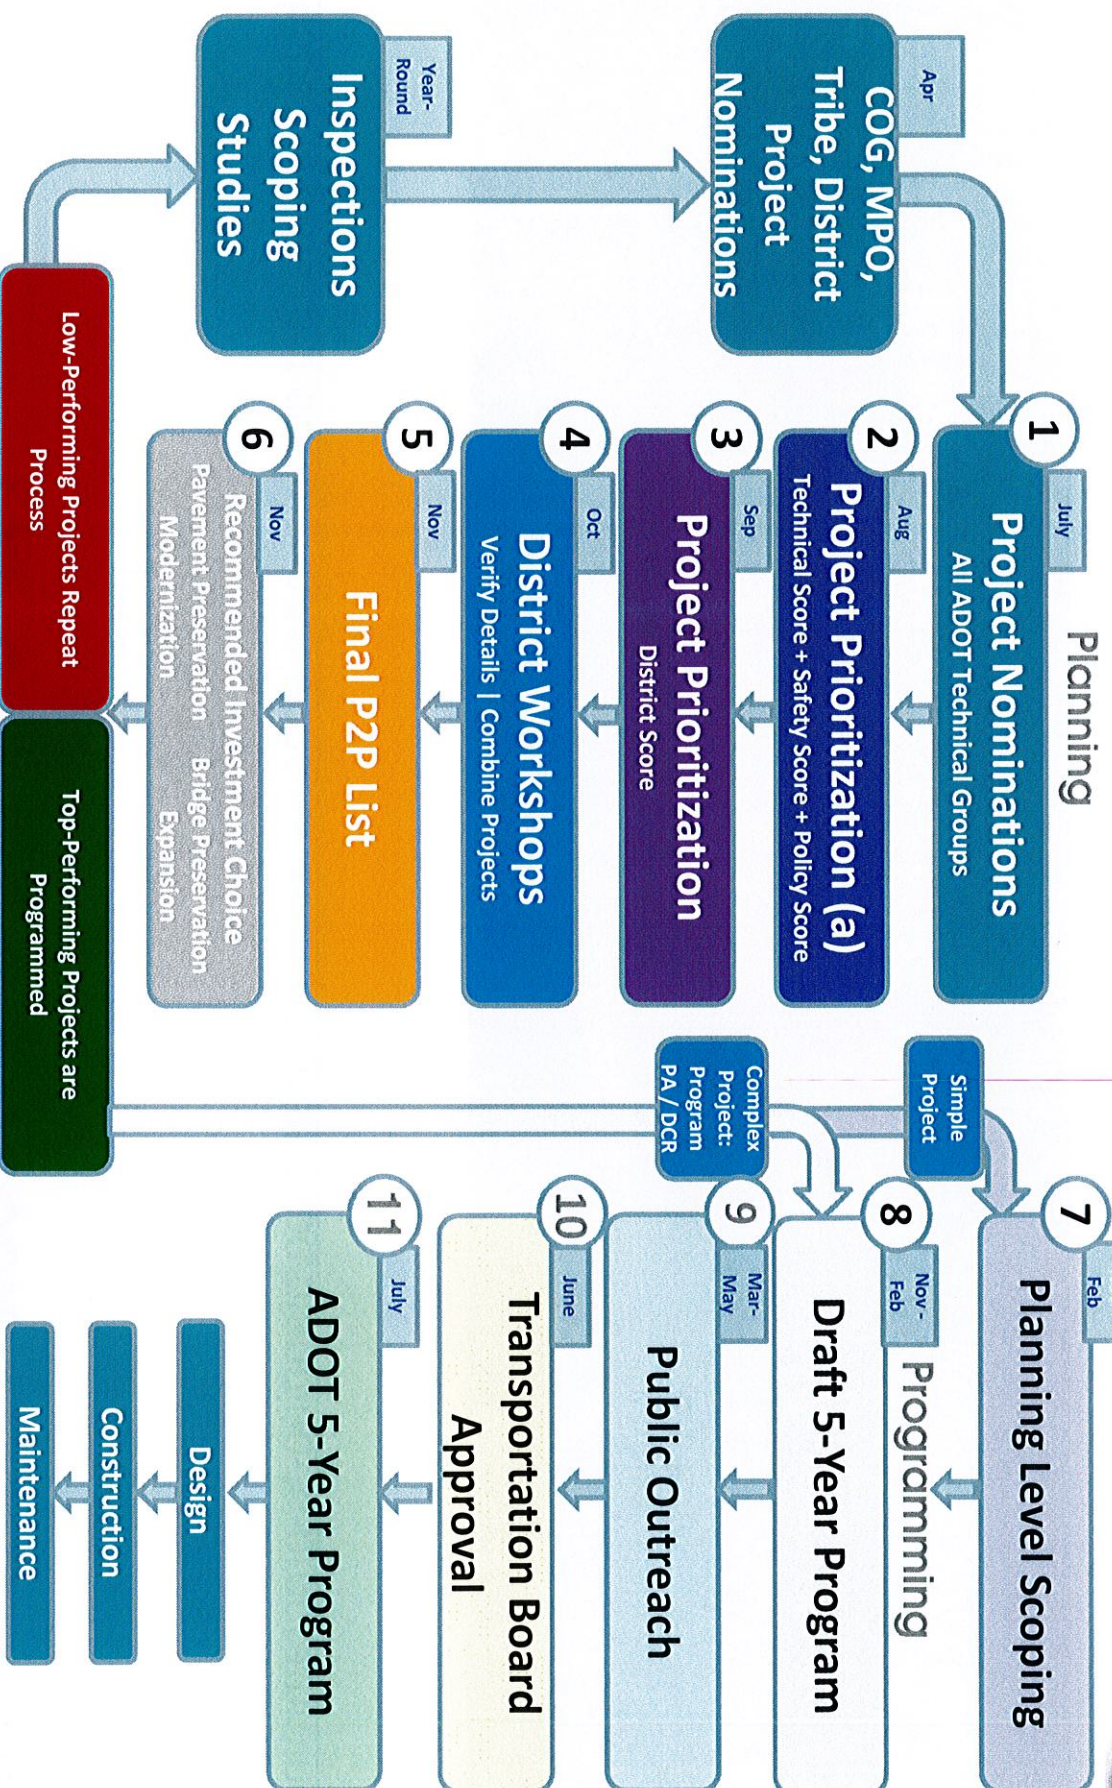 Planning
Apr
COG, MPO,
Tribe, District
Project
Nominations
Year-
Round
Inspections
Scoping
Studies
1
July
Project Nominations
All ADOT Technical Groups
2
Aug
Project Prioritization (a)
Technical Score + Safety Score + Policy Score
3
Sep
Project Prioritization
District Score
4
Oct
District Workshops
Verify Details | Combine Projects
5
Nov
Final P2P List
6
Nov
Recommended Investment Choice
Pavement Preservation Bridge Preservation
Modernization Expansion
Low-Performing Projects Repeat
Process
Top-Performing Projects are
Programmed
Simple
Project
Complex
Project:
Program
PA / DCR
7
Feb
Planning Level Scoping
Programming
8
Nov-
Feb
Draft 5-Year Program
9
Mar-
May
Public Outreach
10
June
Transportation Board
Approval
11
July
ADOT 5-Year Program
Design
Construction
Maintenance